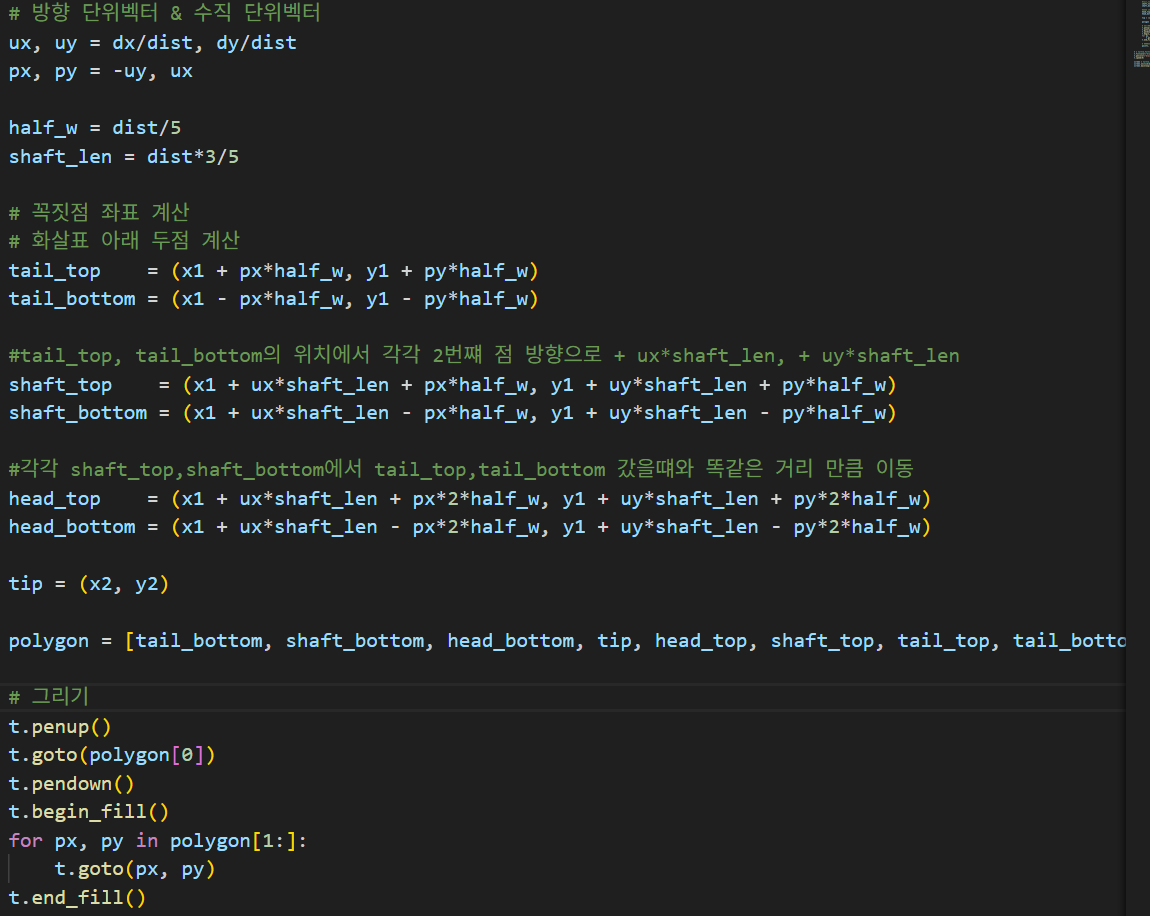 # 방향 단위벡터 & 수직 단위벡터
ux, uy = dx/dist, dy/dist
px, py = -uy, ux
half_w = dist/5
shaft_len = dist*3/5
# 꼭짓점 좌표 계산
# 화살표 아래 두점 계산
tail_top    = (x1 + px*half_w, y1 + py*half_w)
tail_bottom = (x1 - px*half_w, y1 - py*half_w)
#tail_top, tail_bottom의 위치에서 각각 2번쨰 점 방향으로 + ux*shaft_len, + uy*shaft_len
shaft_top    = (x1 + ux*shaft_len + px*half_w, y1 + uy*shaft_len + py*half_w)
shaft_bottom = (x1 + ux*shaft_len - px*half_w, y1 + uy*shaft_len - py*half_w)
#각각 shaft_top,shaft_bottom에서 tail_top,tail_bottom 갔을떄와 똑같은 거리 만큼 이동
head_top    = (x1 + ux*shaft_len + px*2*half_w, y1 + uy*shaft_len + py*2*half_w)
head_bottom = (x1 + ux*shaft_len - px*2*half_w, y1 + uy*shaft_len - py*2*half_w)
tip = (x2, y2)
polygon = [tail_bottom, shaft_bottom, head_bottom, tip, head_top, shaft_top, tail_top, tail_botto
# 그리기
t.penup()
t.goto(polygon[0])
t.pendown()
t.begin_fill()
for px, py in polygon[1:]:
    t.goto(px, py)
t.end_fill()